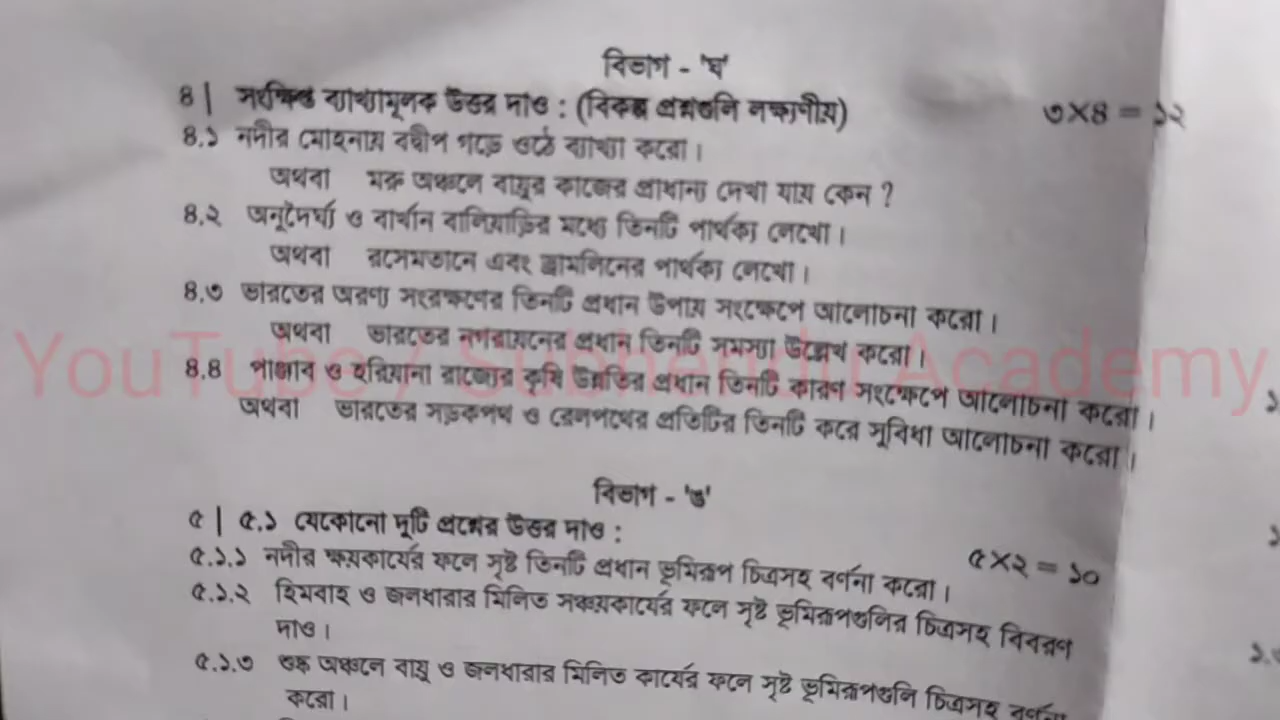 বিভাগ - 'ঘ'
৪| সংক্ষিপ্ত ব্যাখ্যামূলক উত্তর দাও : (বিকল্প প্রশ্নগুলি লক্ষ্যণীয়) ৩×৪ = ১২
৪.১ নদীর মোহনায় বদ্বীপ গড়ে ওঠে ব্যাখ্যা করো।
অথবা মরু অঞ্চলে বায়ুর কাজের প্রাধান্য দেখা যায় কেন ?
৪.২ অনুদৈর্ঘ্য ও বার্খান বালিয়াড়ির মধ্যে তিনটি পার্থক্য লেখো।
অথবা রসেমতানে এবং ড্রামলিনের পার্থক্য লেখো।
৪.৩ ভারতের অরণ্য সংরক্ষণের তিনটি প্রধান উপায় সংক্ষেপে আলোচনা করো।
অথবা ভারতের নগরায়নের প্রধান তিনটি সমস্যা উল্লেখ করো।
YouTube / Subhendu Academy
৪.৪ পাঞ্জাব ও হরিয়ানা রাজ্যের কৃষি উন্নতির প্রধান তিনটি কারণ সংক্ষেপে আলোচনা করো।
অথবা ভারতের সড়কপথ ও রেলপথের প্রতিটির তিনটি করে সুবিধা আলোচনা করো।
বিভাগ - 'ঙ'
৫| ৫.১ যেকোনো দুটি প্রশ্নের উত্তর দাও : ৫×২ = ১০
৫.১.১ নদীর ক্ষয়কার্যের ফলে সৃষ্ট তিনটি প্রধান ভূমিরূপ চিত্রসহ বর্ণনা করো।
৫.১.২ হিমবাহ ও জলধারার মিলিত সঞ্চয়কার্যের ফলে সৃষ্ট ভূমিরূপগুলির চিত্রসহ বিবরণ
দাও।
৫.১.৩ শুষ্ক অঞ্চলে বায়ু ও জলধারার মিলিত কার্যের ফলে সৃষ্ট ভূমিরূপগুলি চিত্রসহ বর্ণনা
করো।